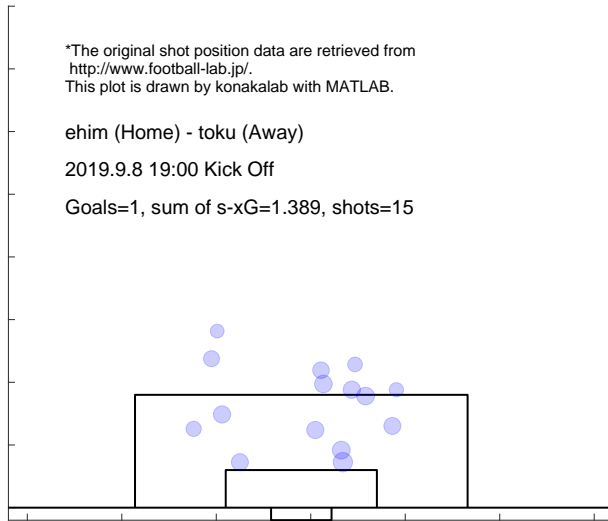 *The original shot position data are retrieved from
http://www.football-lab.jp/.
This plot is drawn by konakalab with MATLAB.
ehim (Home) - toku (Away)
2019.9.8 19:00 Kick Off
Goals=1, sum of s-xG=1.389, shots=15